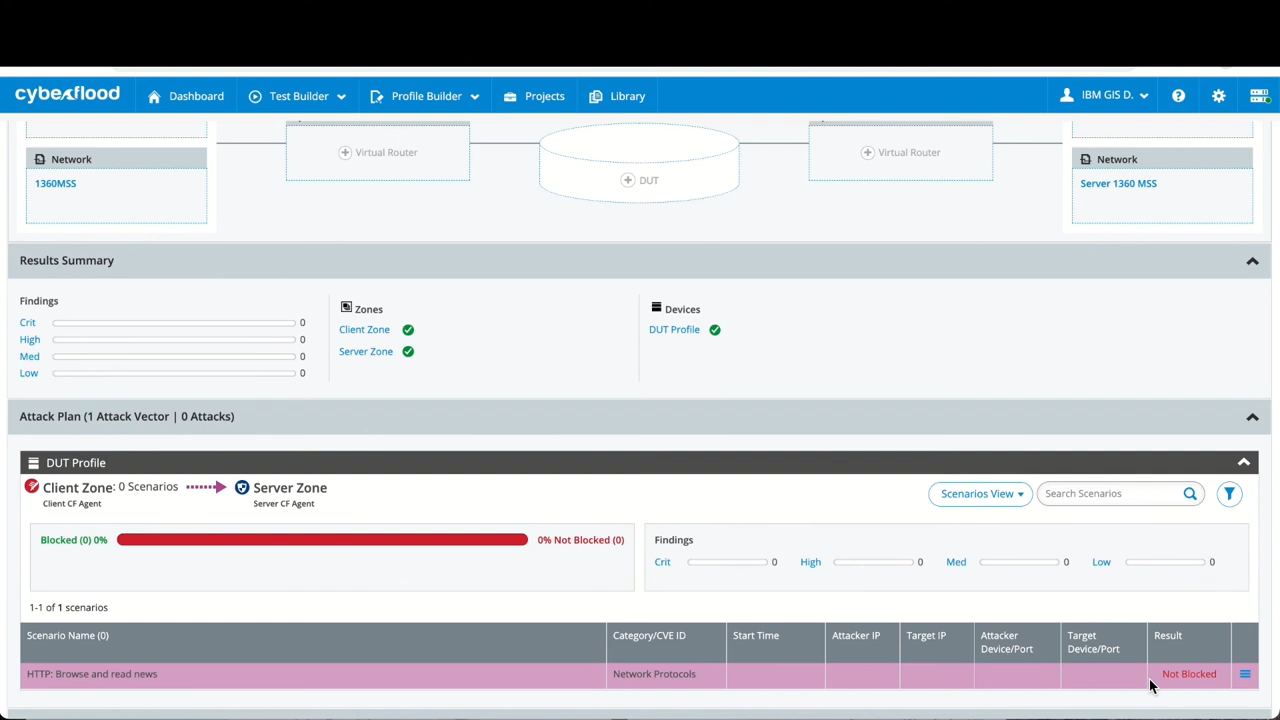 cyberflood
Dashboard
Test Builder
Profile Builder
Projects
Library
IBM GIS D.
Network
1360MSS
Virtual Router
DUT
Virtual Router
Network
Server 1360 MSS
Results Summary
Findings
Crit 0
High 0
Med 0
Low 0
Zones
Client Zone
Server Zone
Devices
DUT Profile
Attack Plan (1 Attack Vector | 0 Attacks)
DUT Profile
Client Zone: 0 Scenarios
Client CF Agent
Server Zone
Server CF Agent
Scenarios View
Search Scenarios
Blocked (0) 0%
0% Not Blocked (0)
Findings
Crit 0 High 0 Med 0 Low 0
1-1 of 1 scenarios
Scenario Name (0)
Category/CVE ID
Start Time
Attacker IP
Target IP
Attacker
Device/Port
Target
Device/Port
Result
HTTP: Browse and read news
Network Protocols
Not Blocked